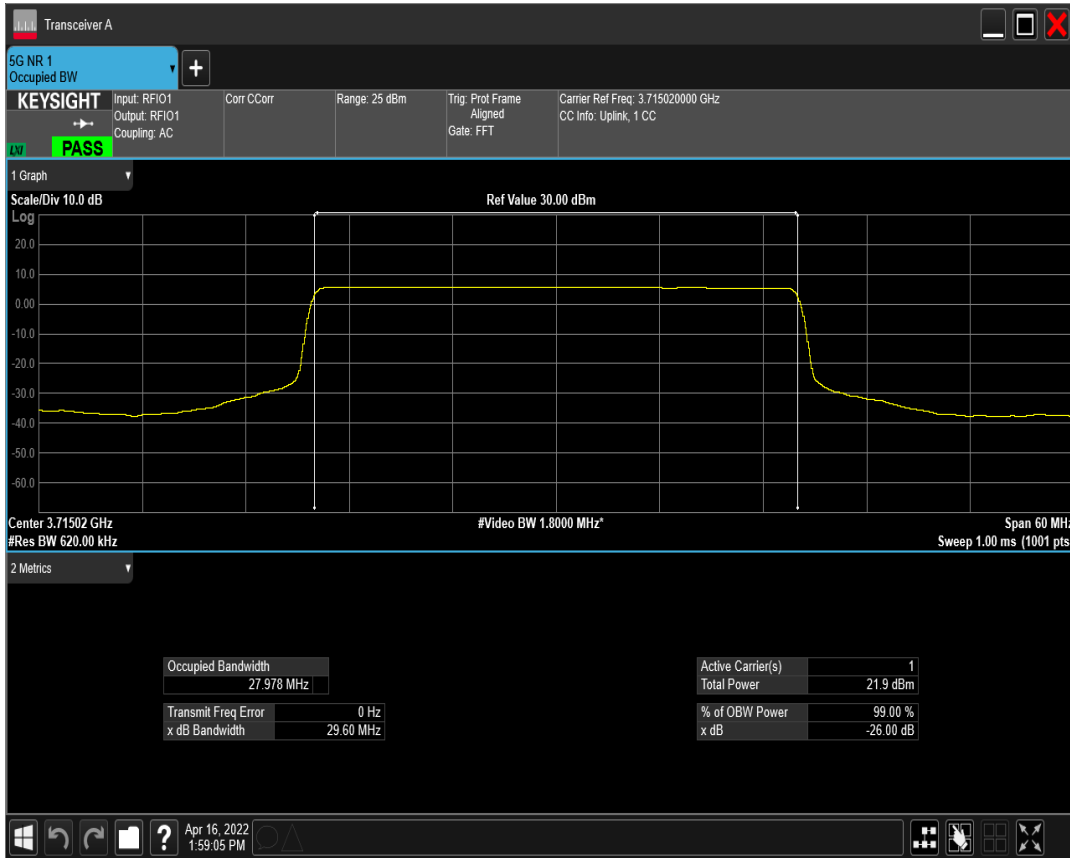 Transceiver A
5G NR 1
Occupied BW
+
KEYSIGHT
LXI
PASS
Input: RFIO1
Output: RFIO1
Coupling: AC
Corr CCorr
Range: 25 dBm
Trig: Prot Frame
Aligned
Gate: FFT
Carrier Ref Freq: 3.715020000 GHz
CC Info: Uplink, 1 CC
1 Graph
Scale/Div 10.0 dB
Ref Value 30.00 dBm
Log
20.0
10.0
0.00
-10.0
-20.0
-30.0
-40.0
-50.0
-60.0
Center 3.71502 GHz
#Video BW 1.8000 MHz*
Span 60 MHz
#Res BW 620.00 kHz
Sweep 1.00 ms (1001 pts
2 Metrics
Occupied Bandwidth
27.978 MHz
Transmit Freq Error 0 Hz
x dB Bandwidth 29.60 MHz
Active Carrier(s) 1
Total Power 21.9 dBm
% of OBW Power 99.00 %
x dB -26.00 dB
?
Apr 16, 2022
1:59:05 PM